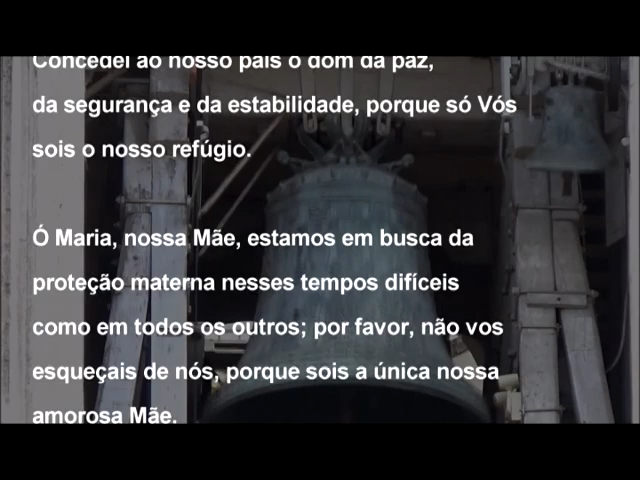 Concedei ao nosso país o dom da paz,
da segurança e da estabilidade, porque só Vós
sois o nosso refúgio.
Ó Maria, nossa Mãe, estamos em busca da
proteção materna nesses tempos difíceis
como em todos os outros; por favor, não vos
esqueçais de nós, porque sois a única nossa
amorosa Mãe.